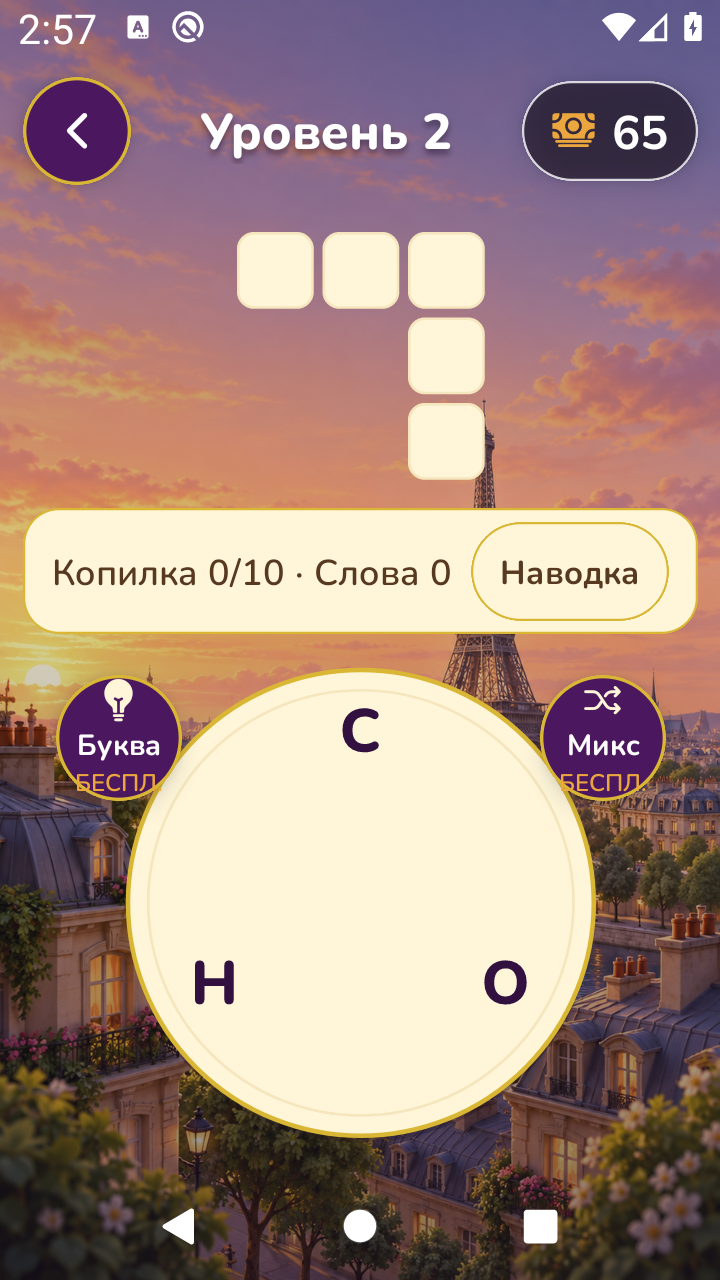 2:57
Уровень 2
65
Копилка 0/10 · Слова 0
Наводка
Буква
БЕСПЛ.
Микс
БЕСПЛ.
С
Н
О